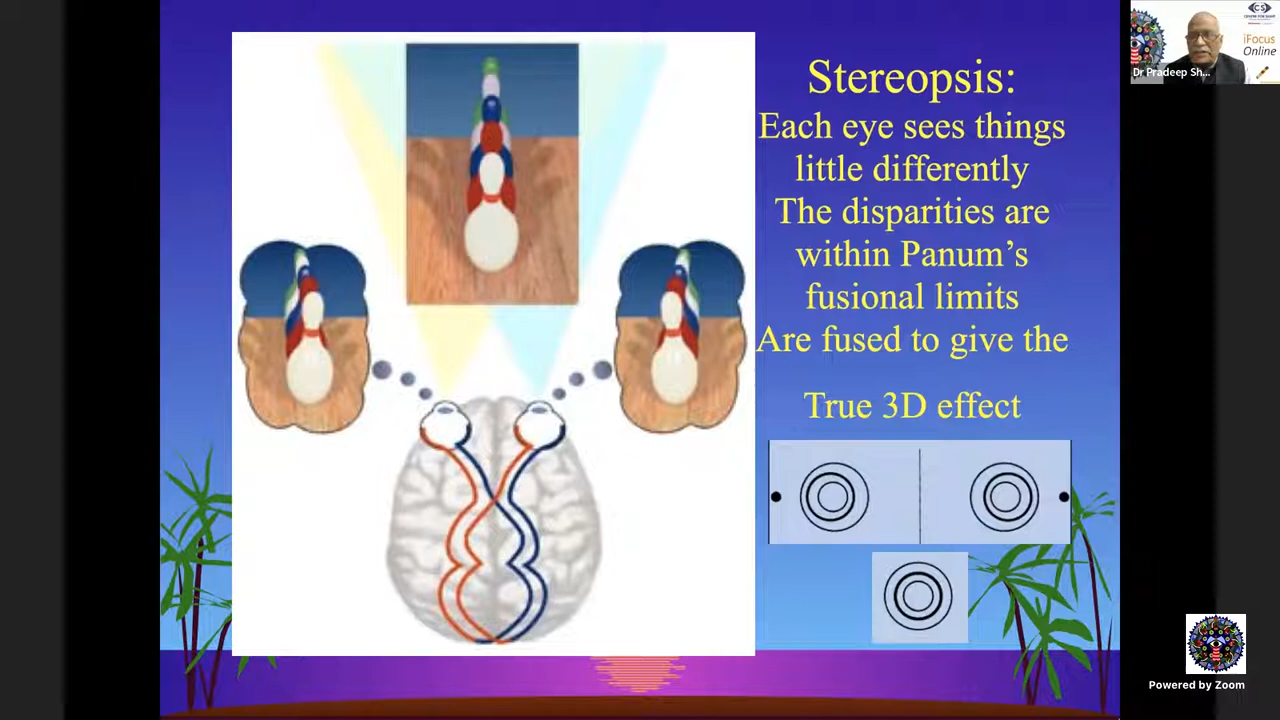 Stereopsis:
Each eye sees things
little differently
The disparities are
within Panum’s
fusional limits
Are fused to give the
True 3D effect
CS
iFocus
Online
Dr Pradeep Sh...
Powered by Zoom